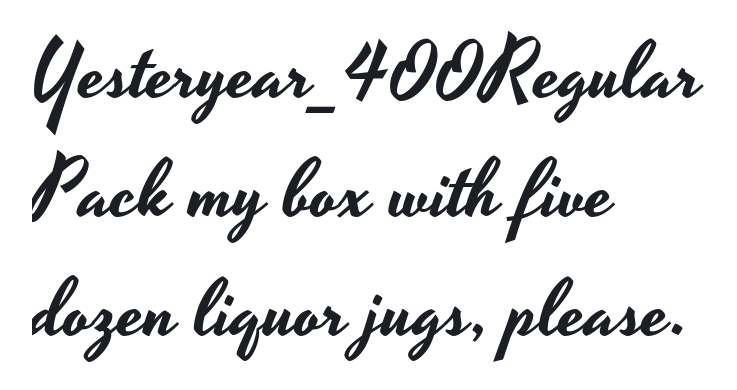 Yesteryear_400Regular
Pack my box with five
dozen liquor jugs, please.